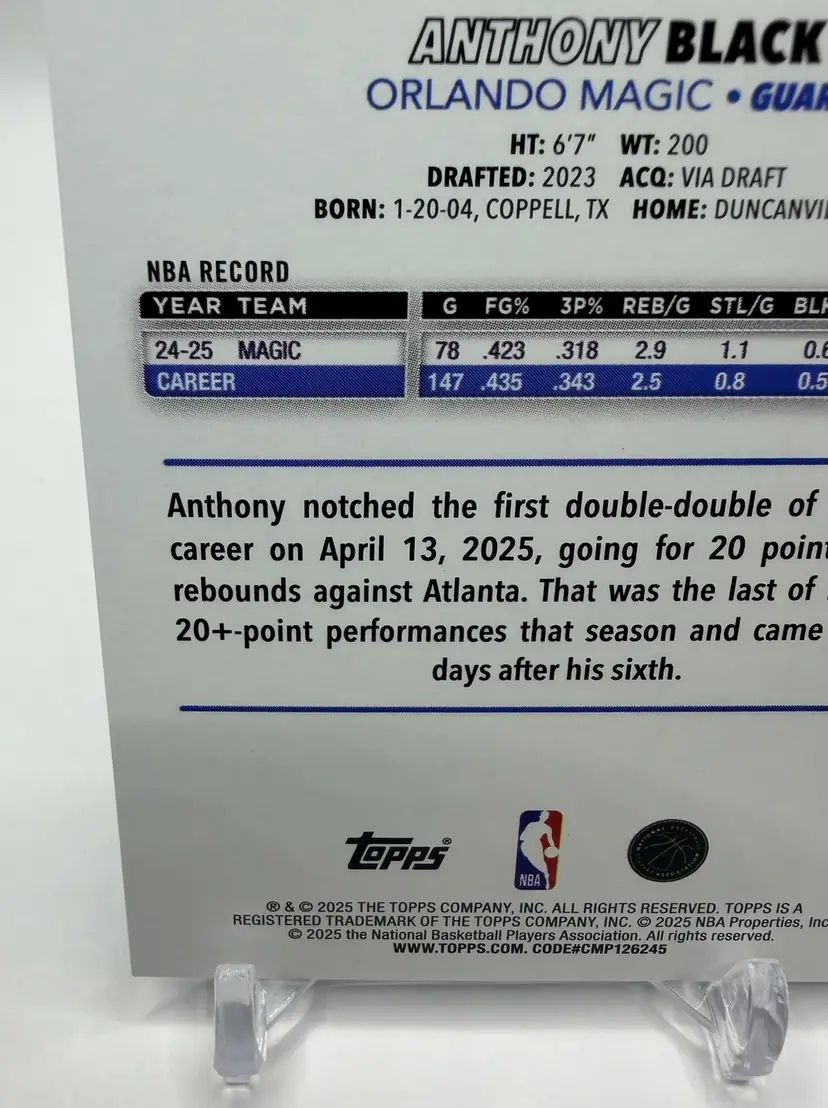 ANTHONY BLACK
ORLANDO MAGIC •
HT: 6'7" WT: 200
DRAFTED: 2023 ACQ: VIA DRAFT
BORN: 1-20-04, COPPELL, TX HOME:
NBA RECORD
YEAR TEAM G FG% 3P% REB/G STL/G
24-25 MAGIC 78 .423 .318 2.9 1.1
CAREER 147 .435 .343 2.5 0.8 0.5
Anthony notched the first double-double of
career on April 13, 2025, going for 20
rebounds against Atlanta. That was the last of
20+-point performances that season and came
days after his sixth.
topps®
NBA
® & © 2025 THE TOPPS COMPANY, INC. ALL RIGHTS RESERVED. TOPPS IS A
REGISTERED TRADEMARK OF THE TOPPS COMPANY, INC. © 2025 NBA Properties, Inc
© 2025 the National Basketball Players Association. All rights reserved.
WWW.TOPPS.COM. CODE#CMP126245